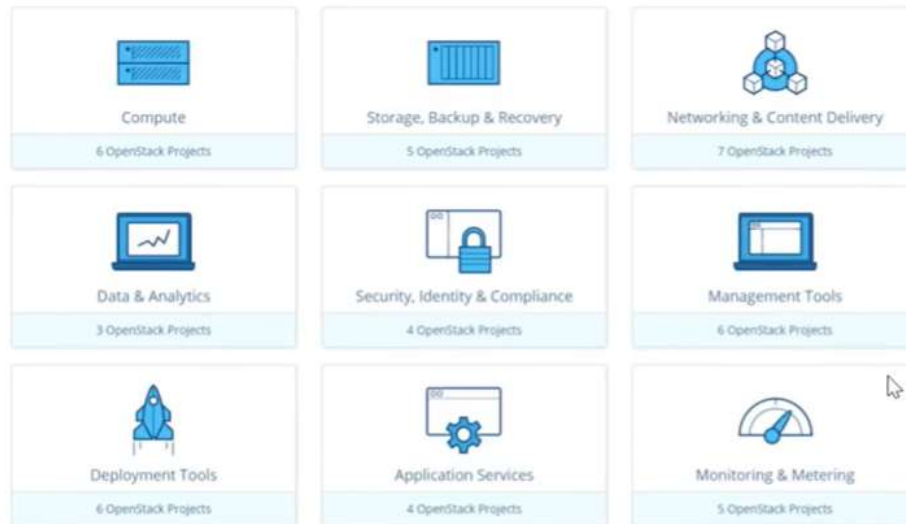 Compute
6 OpenStack Projects
Storage, Backup & Recovery
5 OpenStack Projects
Networking & Content Delivery
7 OpenStack Projects
Data & Analytics
3 OpenStack Projects
Security, Identity & Compliance
4 OpenStack Projects
Management Tools
6 OpenStack Projects
Deployment Tools
6 OpenStack Projects
Application Services
4 OpenStack Projects
Monitoring & Metering
5 OpenStack Projects